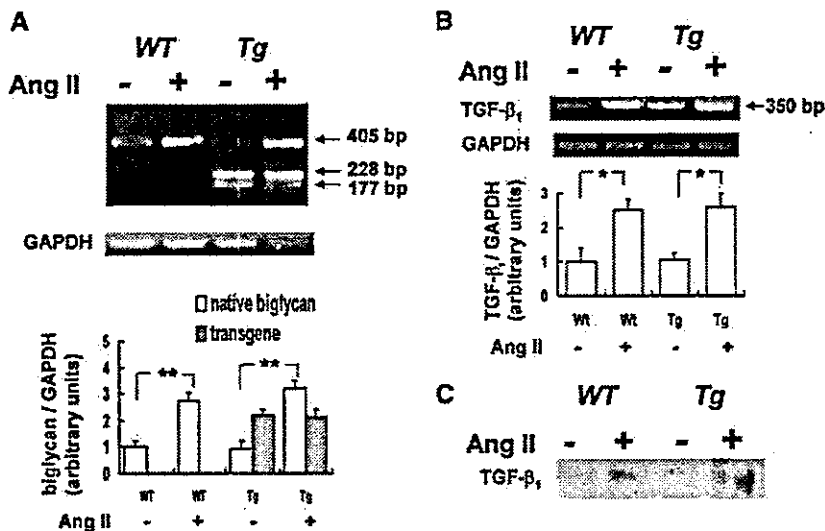 A
WT Tg
Ang II - + - +
405 bp
228 bp
177 bp
GAPDH
native biglycan
transgene
biglycan / GAPDH
(arbitrary units)
5
4
3
2
1
0
**
**
WT WT Tg Tg
Ang II - + - +
B
WT Tg
Ang II - + - +
TGF-β₁
350 bp
GAPDH
TGF-β₁/ GAPDH
(arbitrary units)
3
2
1
0
*
*
Wt Wt Tg Tg
Ang II - + - +
C
WT Tg
Ang II - + - +
TGF-β₁